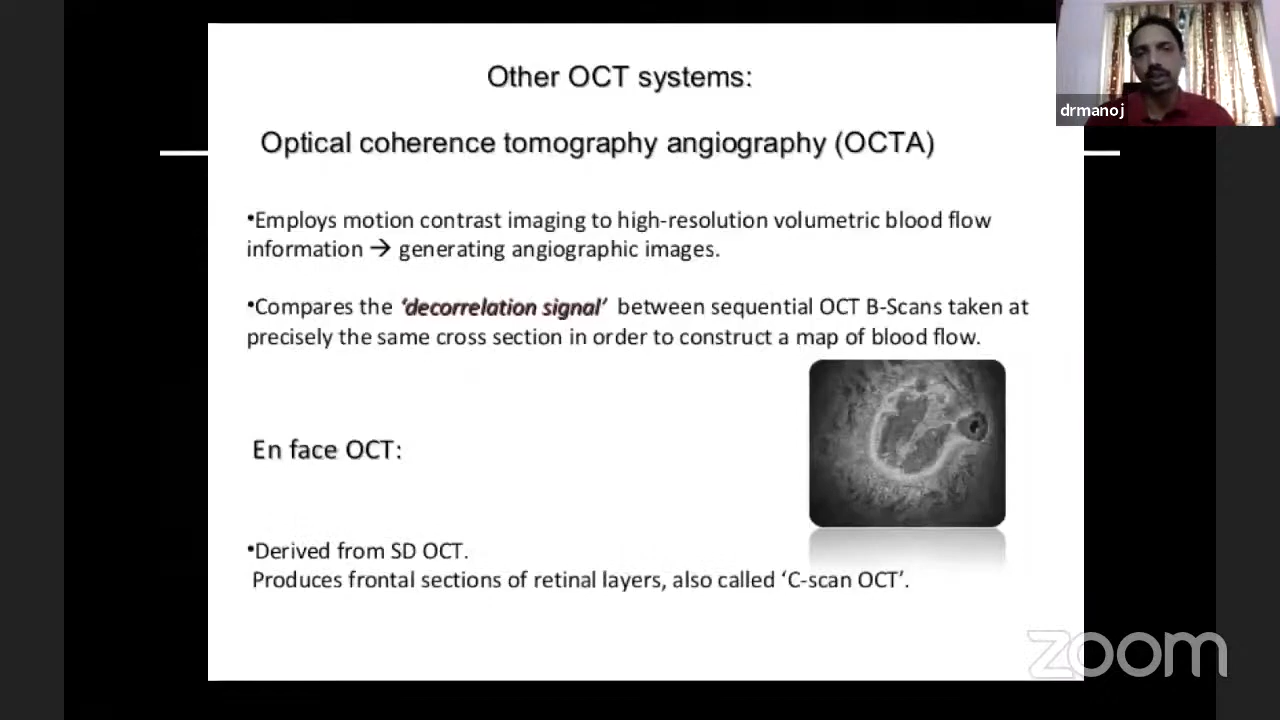 Other OCT systems:
drmanoj
Optical coherence tomography angiography (OCTA)
•Employs motion contrast imaging to high-resolution volumetric blood flow
information → generating angiographic images.
•Compares the ‘decorrelation signal’ between sequential OCT B-Scans taken at
precisely the same cross section in order to construct a map of blood flow.
En face OCT:
•Derived from SD OCT.
Produces frontal sections of retinal layers, also called ‘C-scan OCT’.
zoom